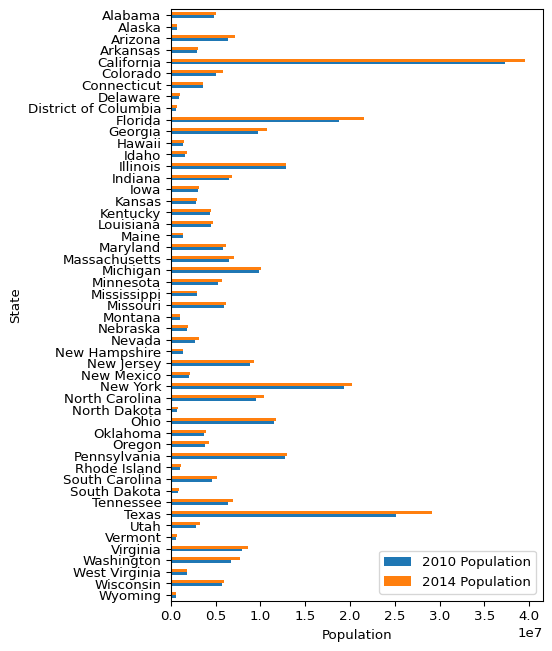 Alabama
Alaska
Arizona
Arkansas
California
Colorado
Connecticut
Delaware
District of Columbia
Florida
Georgia
Hawaii
Idaho
Illinois
Indiana
Iowa
Kansas
Kentucky
Louisiana
Maine
Maryland
Massachusetts
Michigan
Minnesota
Mississippi
Missouri
Montana
Nebraska
Nevada
New Hampshire
New Jersey
New Mexico
New York
North Carolina
North Dakota
Ohio
Oklahoma
Oregon
Pennsylvania
Rhode Island
South Carolina
South Dakota
Tennessee
Texas
Utah
Vermont
Virginia
Washington
West Virginia
Wisconsin
Wyoming
State
2010 Population
2014 Population
0.0 0.5 1.0 1.5 2.0 2.5 3.0 3.5 4.0
1e7
Population